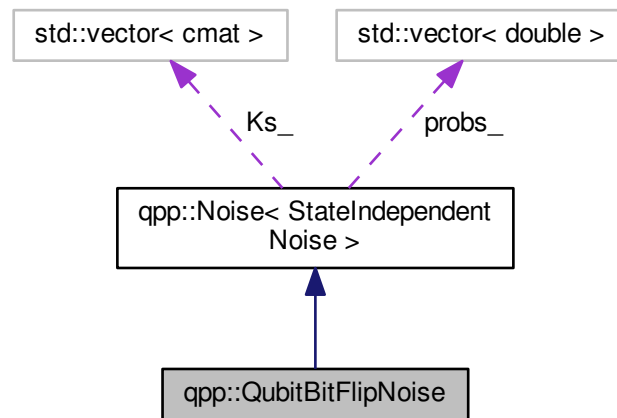 std::vector< cmat >
std::vector< double >
Ks_
probs_
qpp::Noise< StateIndependent
Noise >
qpp::QubitBitFlipNoise